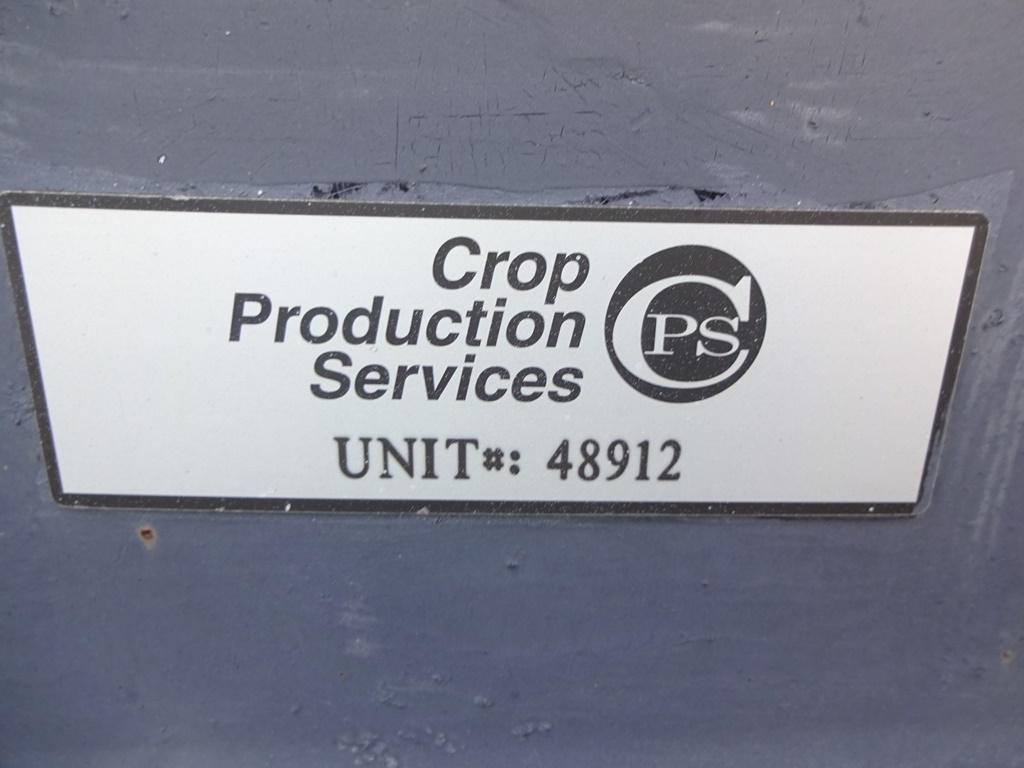 Crop
Production
Services
CPS
UNIT#: 48912